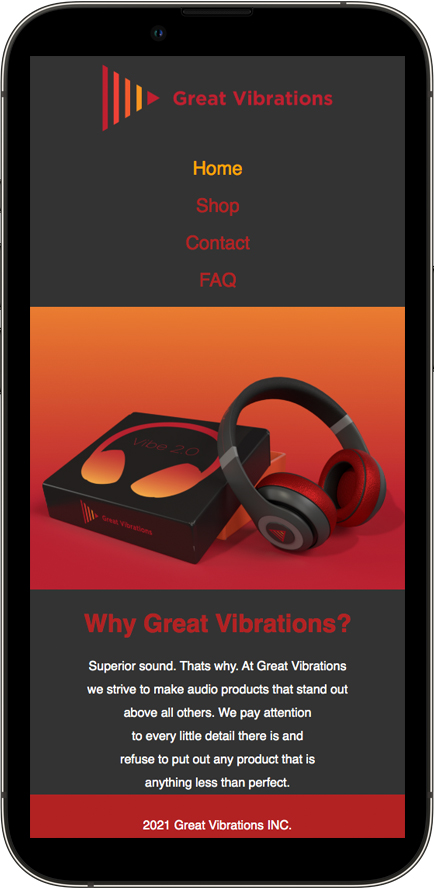 Great Vibrations
Home
Shop
Contact
FAQ
Vibe 2.0
Great Vibrations
Why Great Vibrations?
Superior sound. Thats why. At Great Vibrations
we strive to make audio products that stand out
above all others. We pay attention
to every little detail there is and
refuse to put out any product that is
anything less than perfect.
2021 Great Vibrations INC.